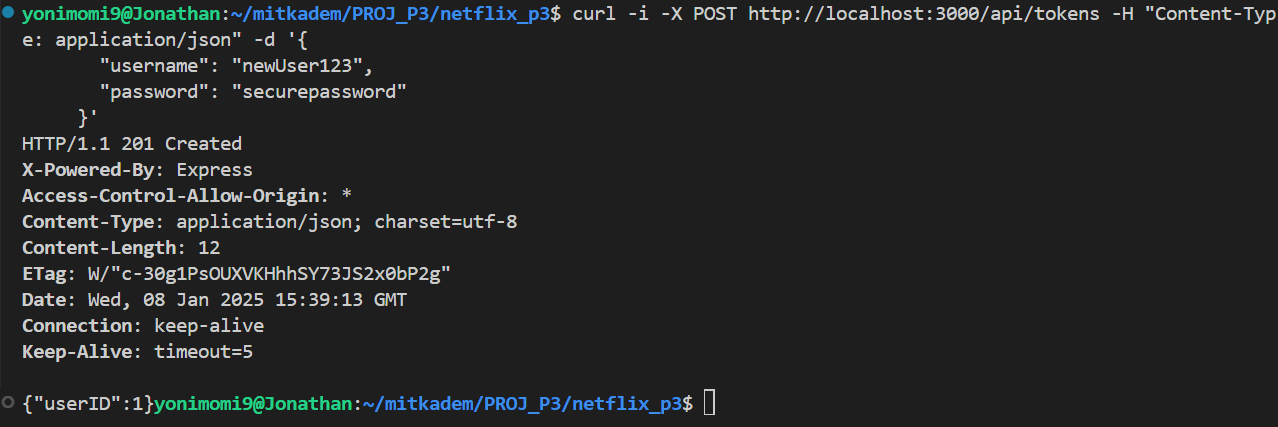 yonimomi9@Jonathan:~/mitkadem/PROJ_P3/netflix_p3$ curl -i -X POST http://localhost:3000/api/tokens -H "Content-Typ
e: application/json" -d '{
       "username": "newUser123",
       "password": "securepassword"
     }'
HTTP/1.1 201 Created
X-Powered-By: Express
Access-Control-Allow-Origin: *
Content-Type: application/json; charset=utf-8
Content-Length: 12
ETag: W/"c-30g1PsOUXVKHhhSY73JS2x0bP2g"
Date: Wed, 08 Jan 2025 15:39:13 GMT
Connection: keep-alive
Keep-Alive: timeout=5

{"userID":1}yonimomi9@Jonathan:~/mitkadem/PROJ_P3/netflix_p3$